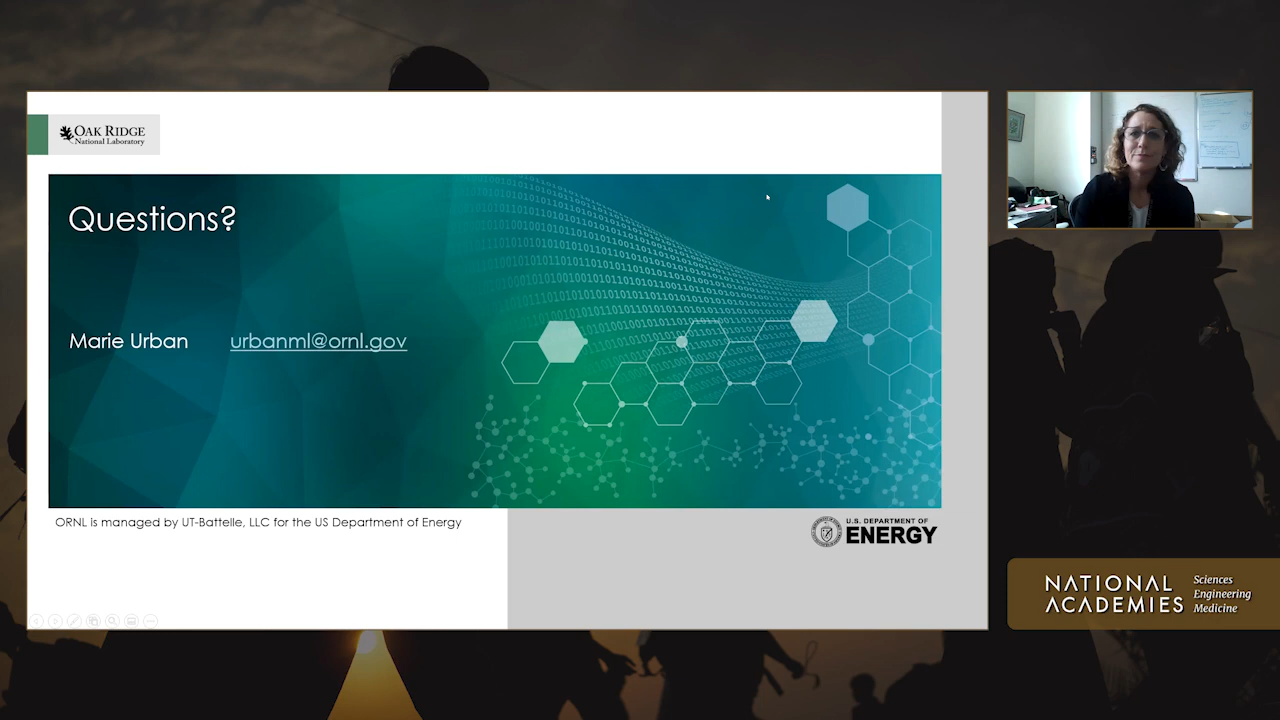 OAK RIDGE
National Laboratory
Questions?
Marie Urban urbanml@ornl.gov
ORNL is managed by UT-Battelle, LLC for the US Department of Energy
U.S. DEPARTMENT OF
ENERGY
NATIONAL
ACADEMIES
Sciences
Engineering
Medicine